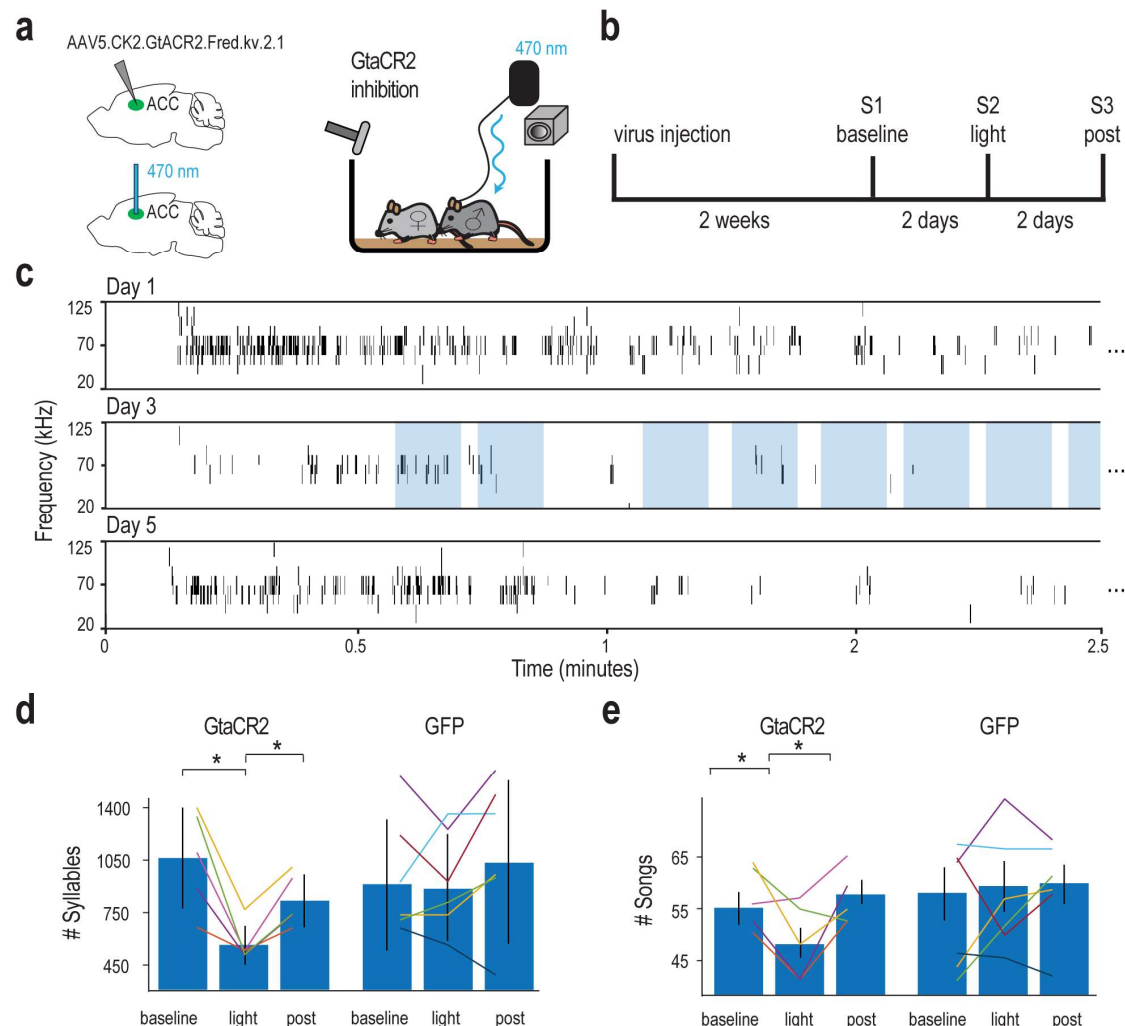 a
AAV5.CK2.GtACR2.Fred.kv.2.1
ACC
470 nm
ACC
GtaCR2
inhibition
470 nm
♀
♂
b
virus injection
S1
baseline
S2
light
S3
post
2 weeks
2 days
2 days
c
Frequency (kHz)
Day 1
125
70
20
...
Day 3
125
70
20
...
Day 5
125
70
20
...
0
0.5
1
2
2.5
Time (minutes)
d
GtaCR2
GFP
*
*
# Syllables
1400
1050
750
450
baseline
light
post
baseline
light
post
e
GtaCR2
GFP
*
*
# Songs
65
55
45
baseline
light
post
baseline
light
post